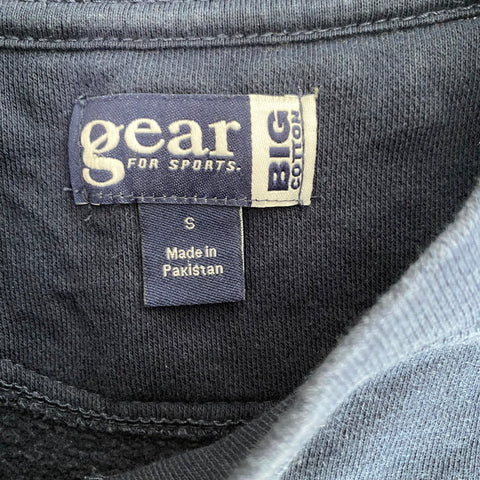 gear
FOR SPORTS.
BIG
COTTON
S
Made in
Pakistan